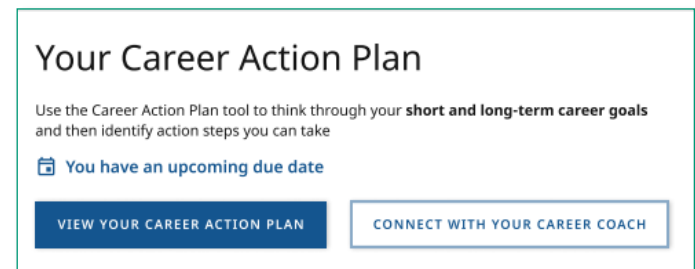 Your Career Action Plan
Use the Career Action Plan tool to think through your short and long-term career goals
and then identify action steps you can take
You have an upcoming due date
VIEW YOUR CAREER ACTION PLAN
CONNECT WITH YOUR CAREER COACH